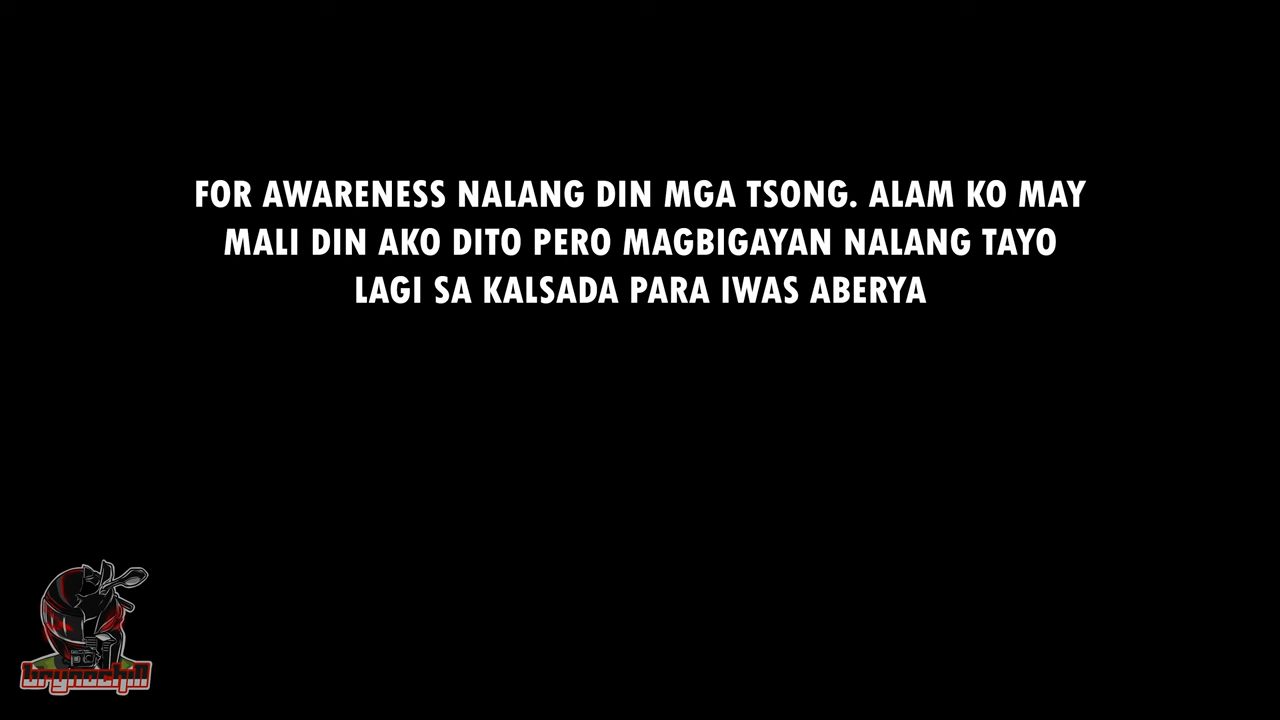 FOR AWARENESS NALANG DIN MGA TSONG. ALAM KO MAY
MALI DIN AKO DITO PERO MAGBIGAYAN NALANG TAYO
LAGI SA KALSADA PARA IWAS ABERYA
brynochill